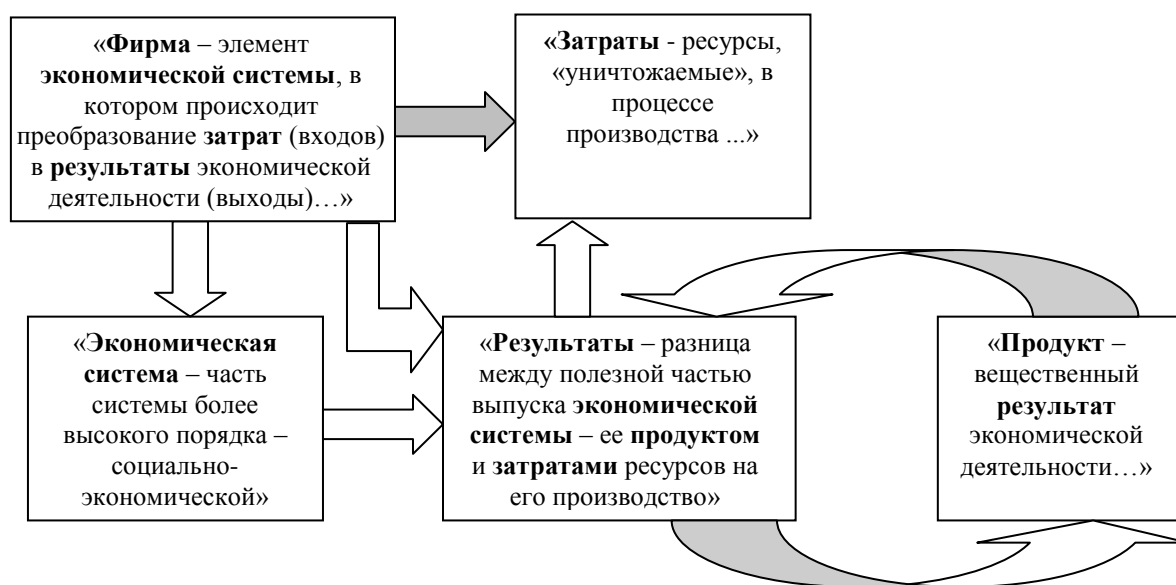 «Фирма – элемент
экономической системы, в
котором происходит
преобразование затрат (входов)
в результаты экономической
деятельности (выходы)…»
«Затраты - ресурсы,
«уничтожаемые», в
процессе
производства ...»
«Экономическая
система – часть
системы более
высокого порядка –
социально-
экономической»
«Результаты – разница
между полезной частью
выпуска экономической
системы – ее продуктом
и затратами ресурсов на
его производство»
«Продукт –
вещественный
результат
экономической
деятельности…»